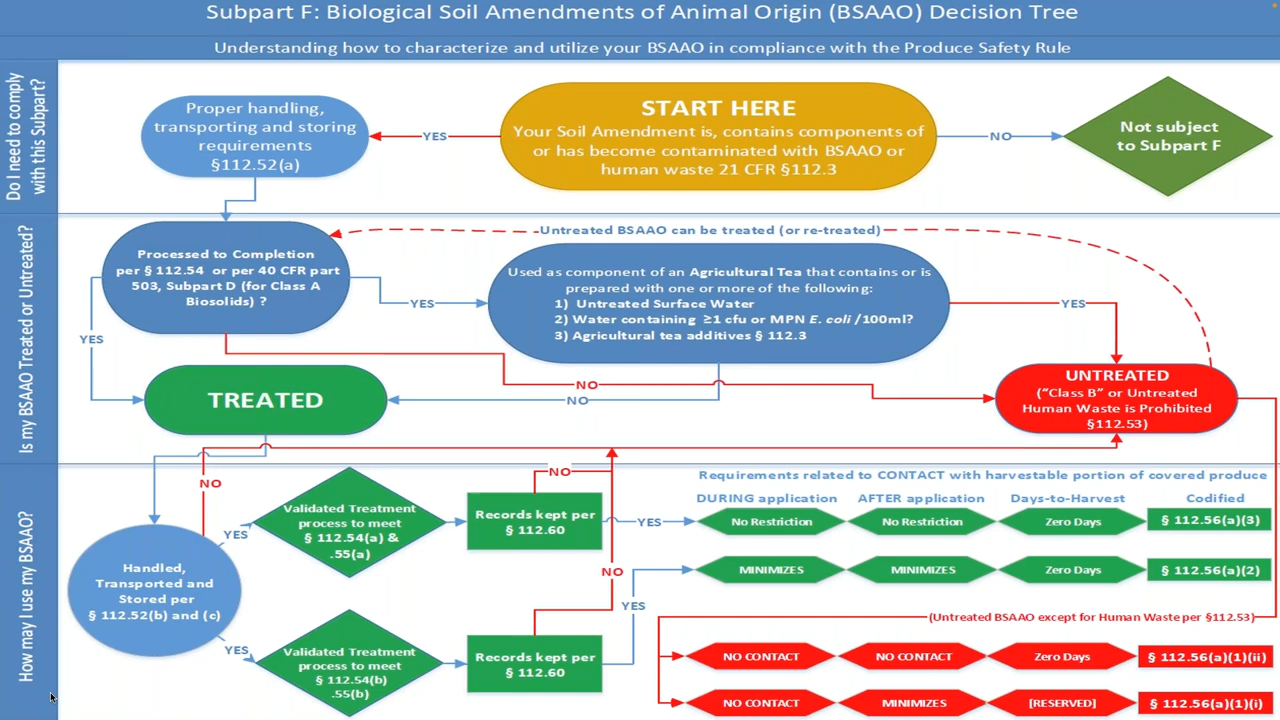 Subpart F: Biological Soil Amendments of Animal Origin (BSAAO) Decision Tree
Understanding how to characterize and utilize your BSAAO in compliance with the Produce Safety Rule
Do I need to comply
with this Subpart?
Proper handling,
transporting and storing
requirements
§112.52(a)
YES
START HERE
Your Soil Amendment is, contains components of
or has become contaminated with BSAAO or
human waste 21 CFR §112.3
NO
Not subject
to Subpart F
Is my BSAAO Treated or Untreated?
Untreated BSAAO can be treated (or re-treated)
Processed to Completion
per § 112.54 or per 40 CFR part
503, Subpart D (for Class A
Biosolids) ?
YES
Used as component of an Agricultural Tea that contains or is
prepared with one or more of the following:
1) Untreated Surface Water
2) Water containing ≥1 cfu or MPN E. coli /100ml?
3) Agricultural tea additives § 112.3
YES
YES
NO
NO
TREATED
UNTREATED
("Class B" or Untreated
Human Waste is Prohibited
§112.53)
How may I use my BSAAO?
NO
Handled,
Transported and
Stored per
§ 112.52(b) and (c)
YES
Validated Treatment
process to meet
§ 112.54(a) &
.55(a)
NO
Records kept per
§ 112.60
YES
Requirements related to CONTACT with harvestable portion of covered produce
DURING application
AFTER application
Days-to-Harvest
Codified
No Restriction
No Restriction
Zero Days
§ 112.56(a)(3)
YES
Validated Treatment
process to meet
§ 112.54(b)
.55(b)
NO
Records kept per
§ 112.60
YES
MINIMIZES
MINIMIZES
Zero Days
§ 112.56(a)(2)
(Untreated BSAAO except for Human Waste per §112.53)
NO CONTACT
NO CONTACT
Zero Days
§ 112.56(a)(1)(ii)
NO CONTACT
MINIMIZES
[RESERVED]
§ 112.56(a)(1)(i)